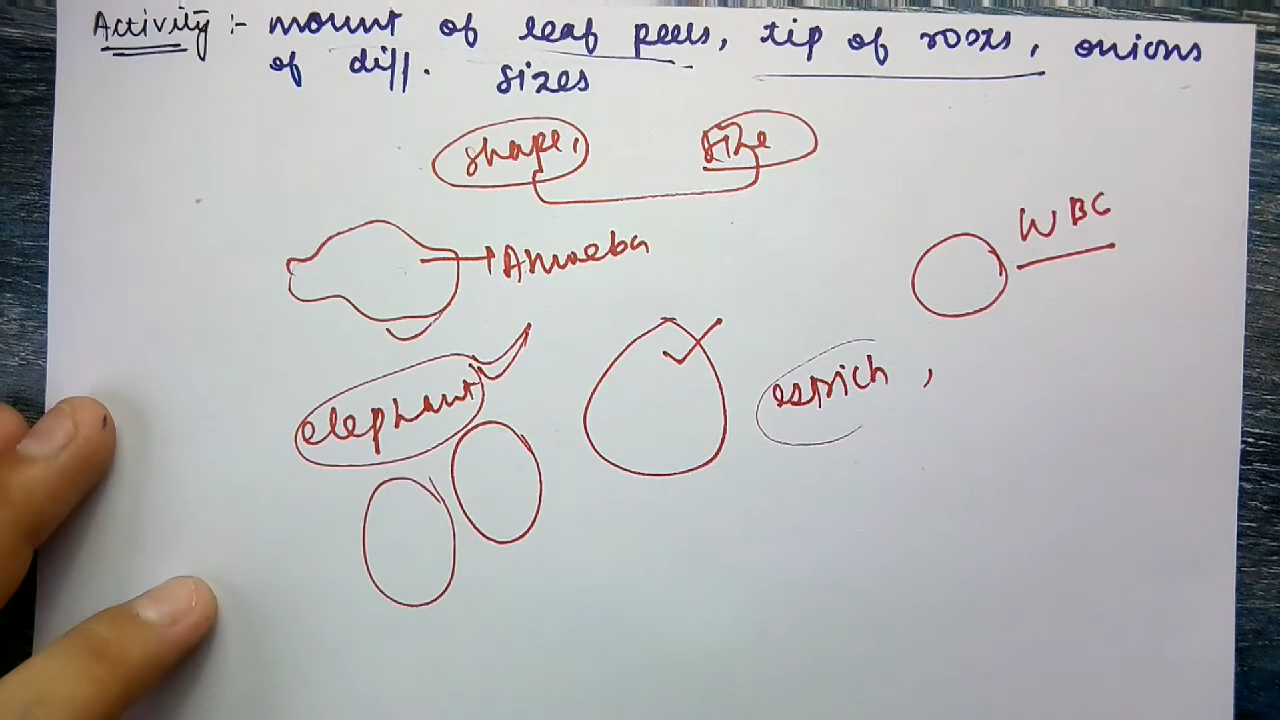 Activity :- mount of leaf peels, tip of roots, onions
of diff. sizes
shape, size
WBC
Amoeba
elephant
ostrich ,